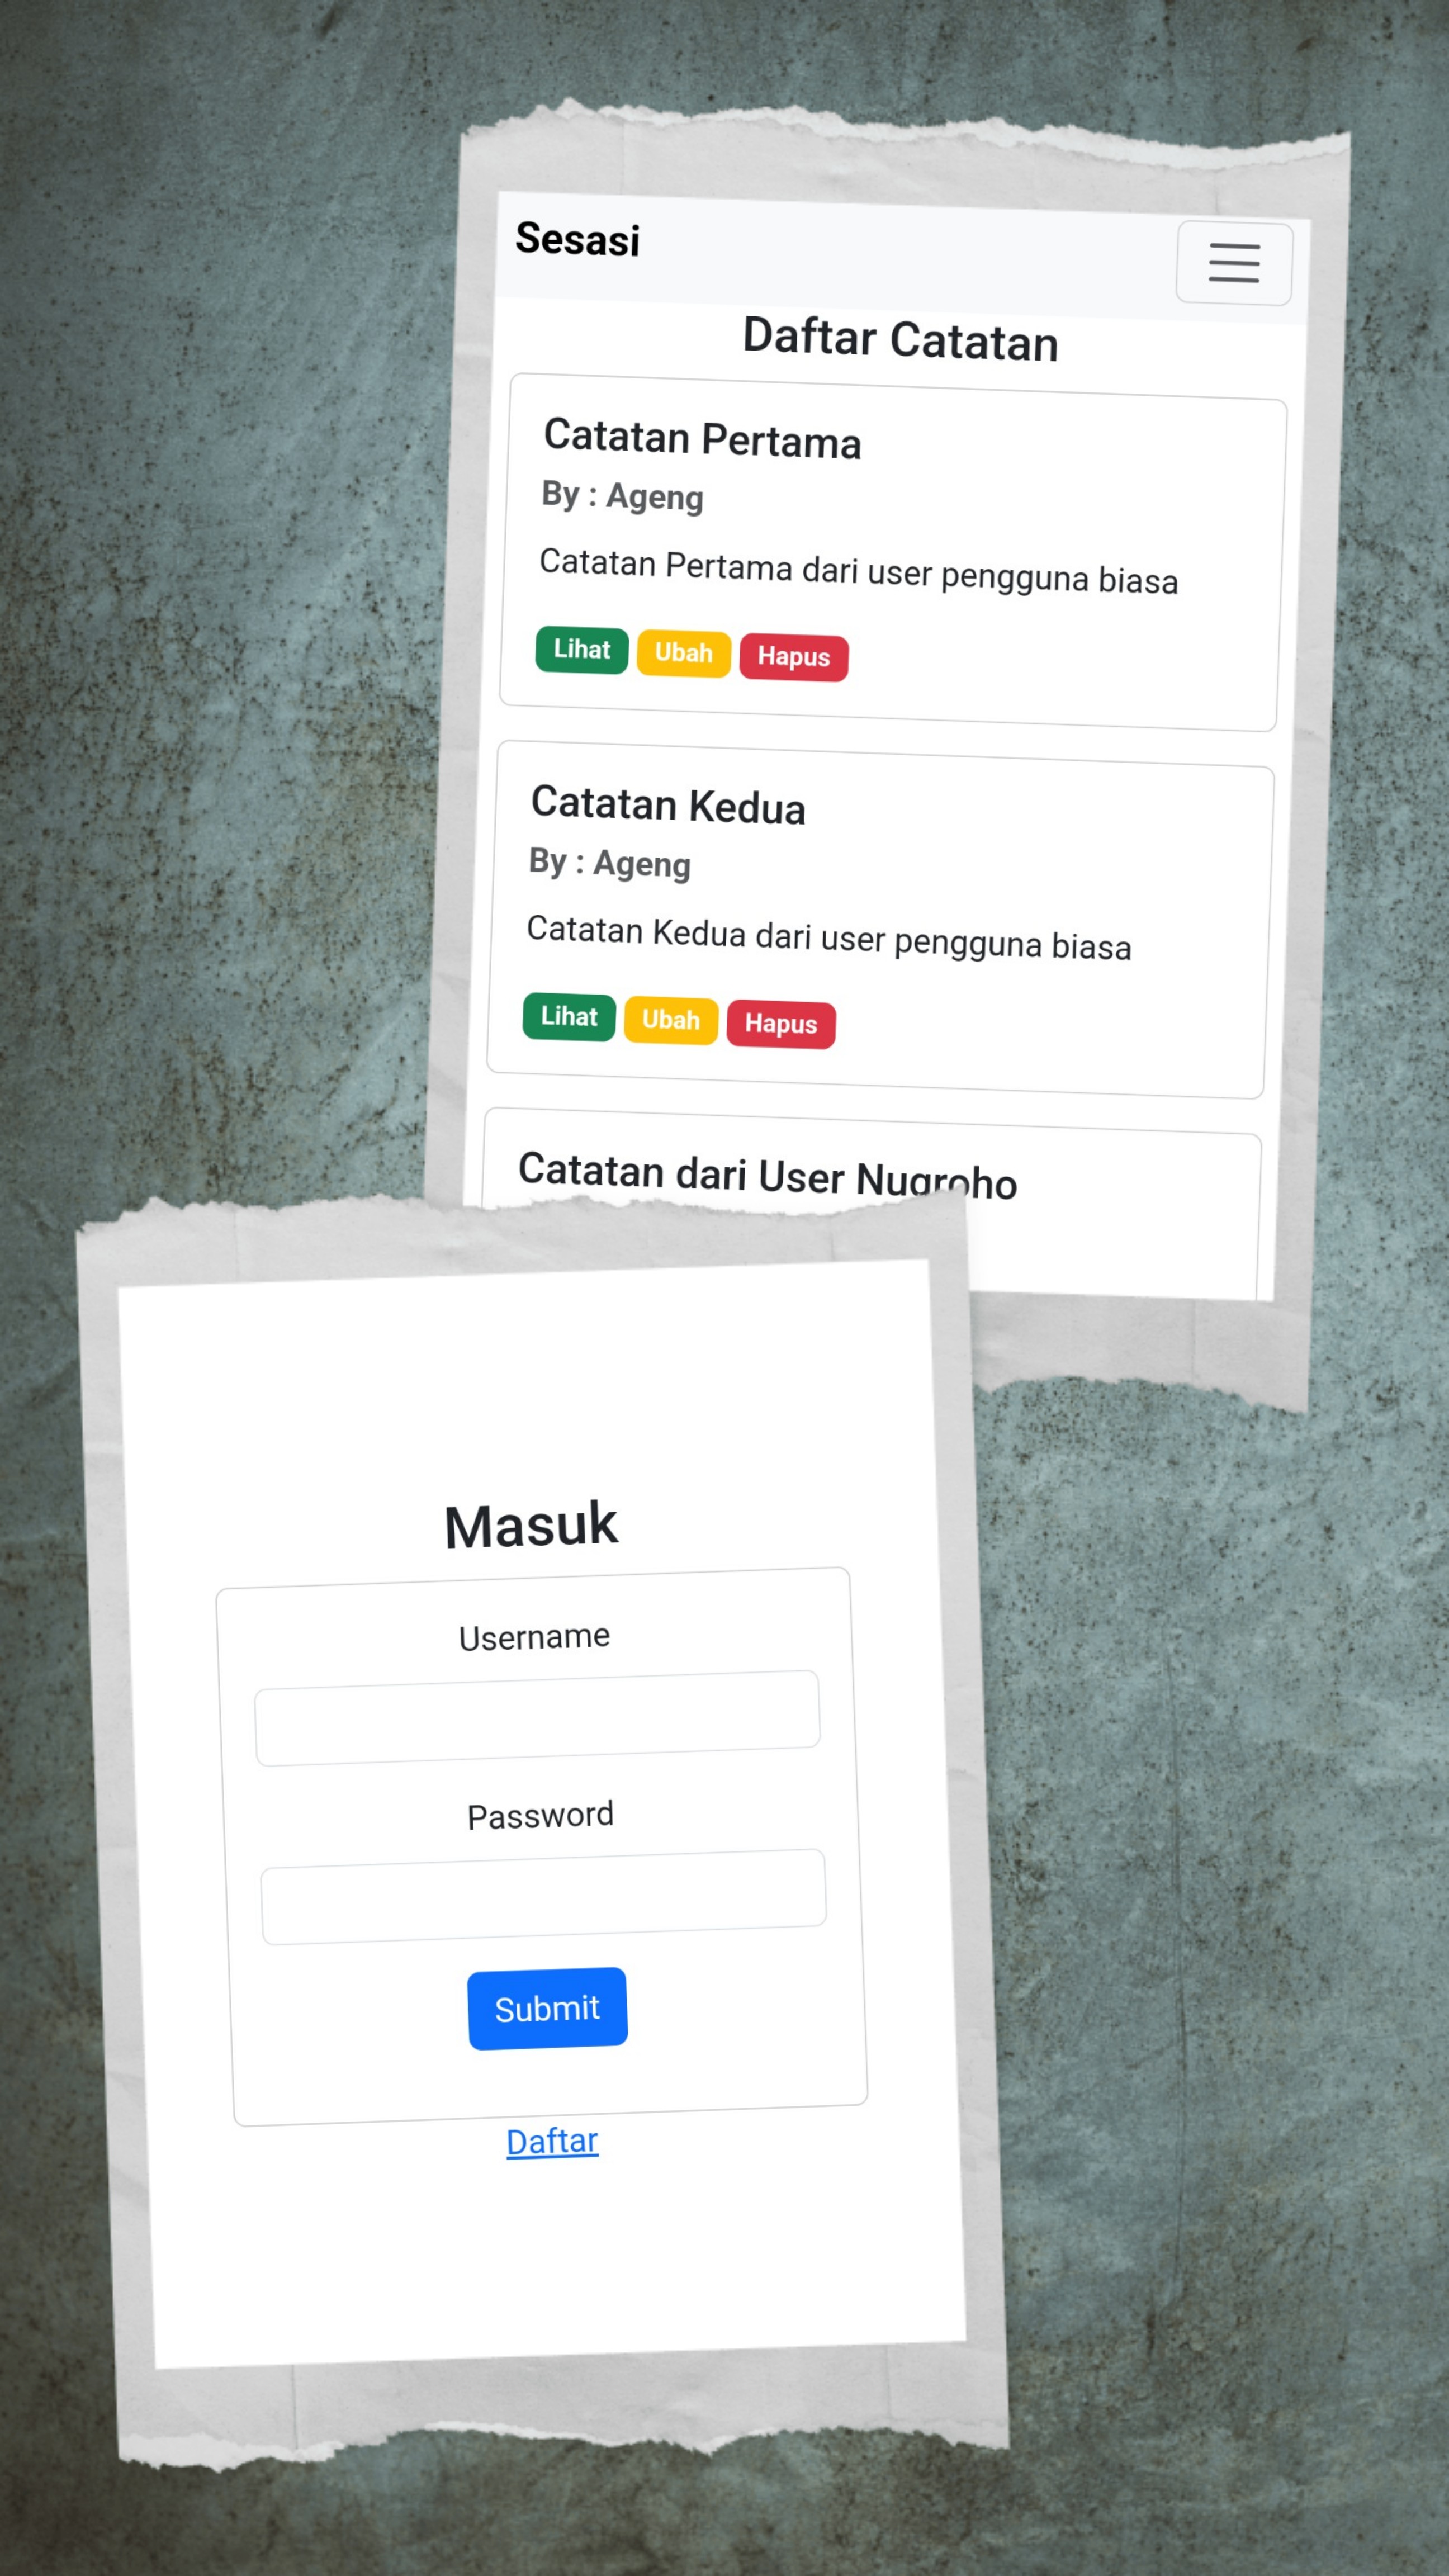 Sesasi
Daftar Catatan
Catatan Pertama
By : Ageng
Catatan Pertama dari user pengguna biasa
Lihat Ubah Hapus
Catatan Kedua
By : Ageng
Catatan Kedua dari user pengguna biasa
Lihat Ubah Hapus
Catatan dari User Nugroho
Masuk
Username
Password
Submit
Daftar